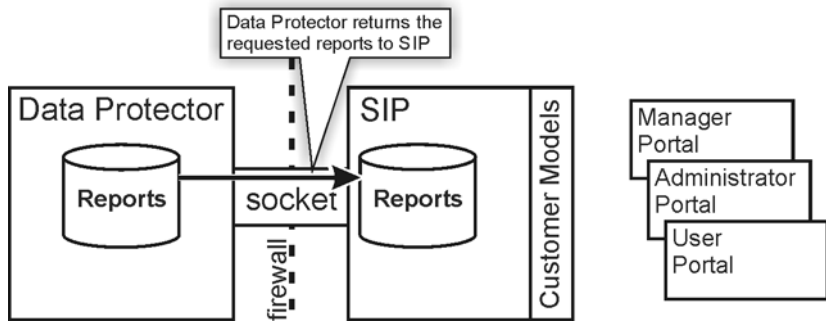 Data Protector returns the
requested reports to SIP
Data Protector
Reports
socket
firewall
SIP
Reports
Customer Models
Manager
Portal
Administrator
Portal
User
Portal